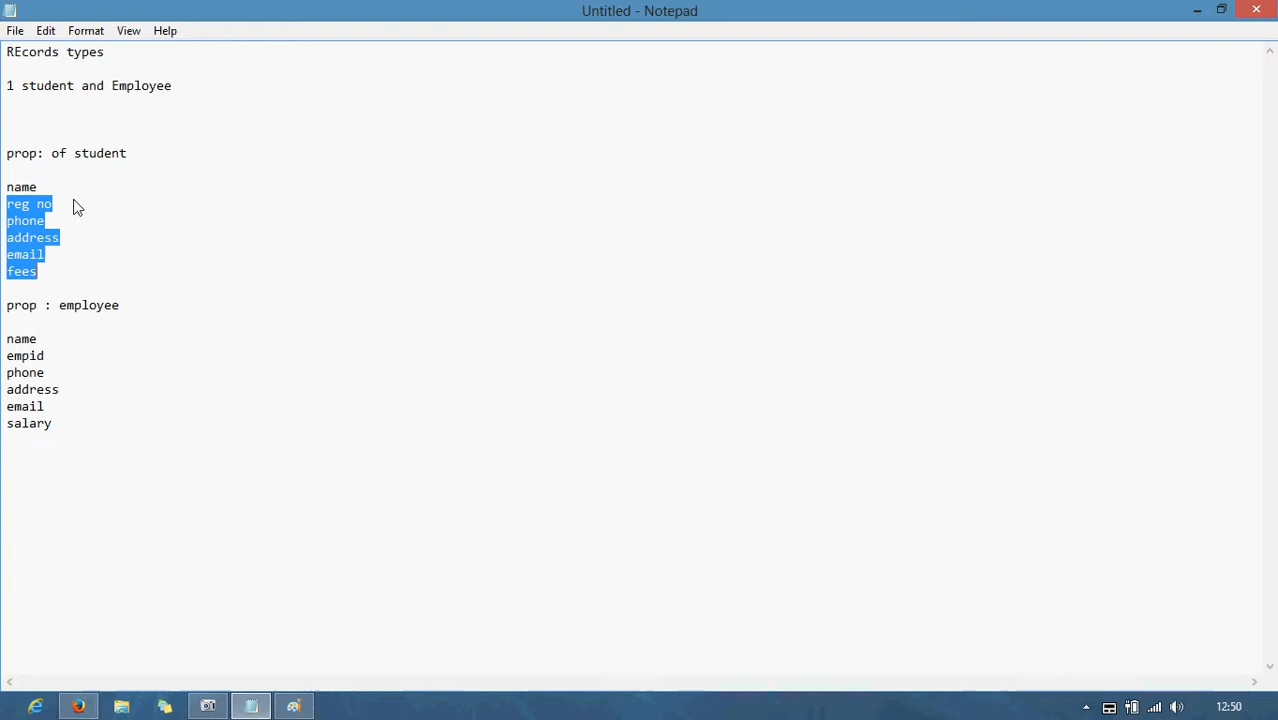 Untitled - Notepad
File Edit Format View Help
REcords types
1 student and Employee
prop: of student
name
reg no
phone
address
email
fees
prop : employee
name
empid
phone
address
email
salary
12:50